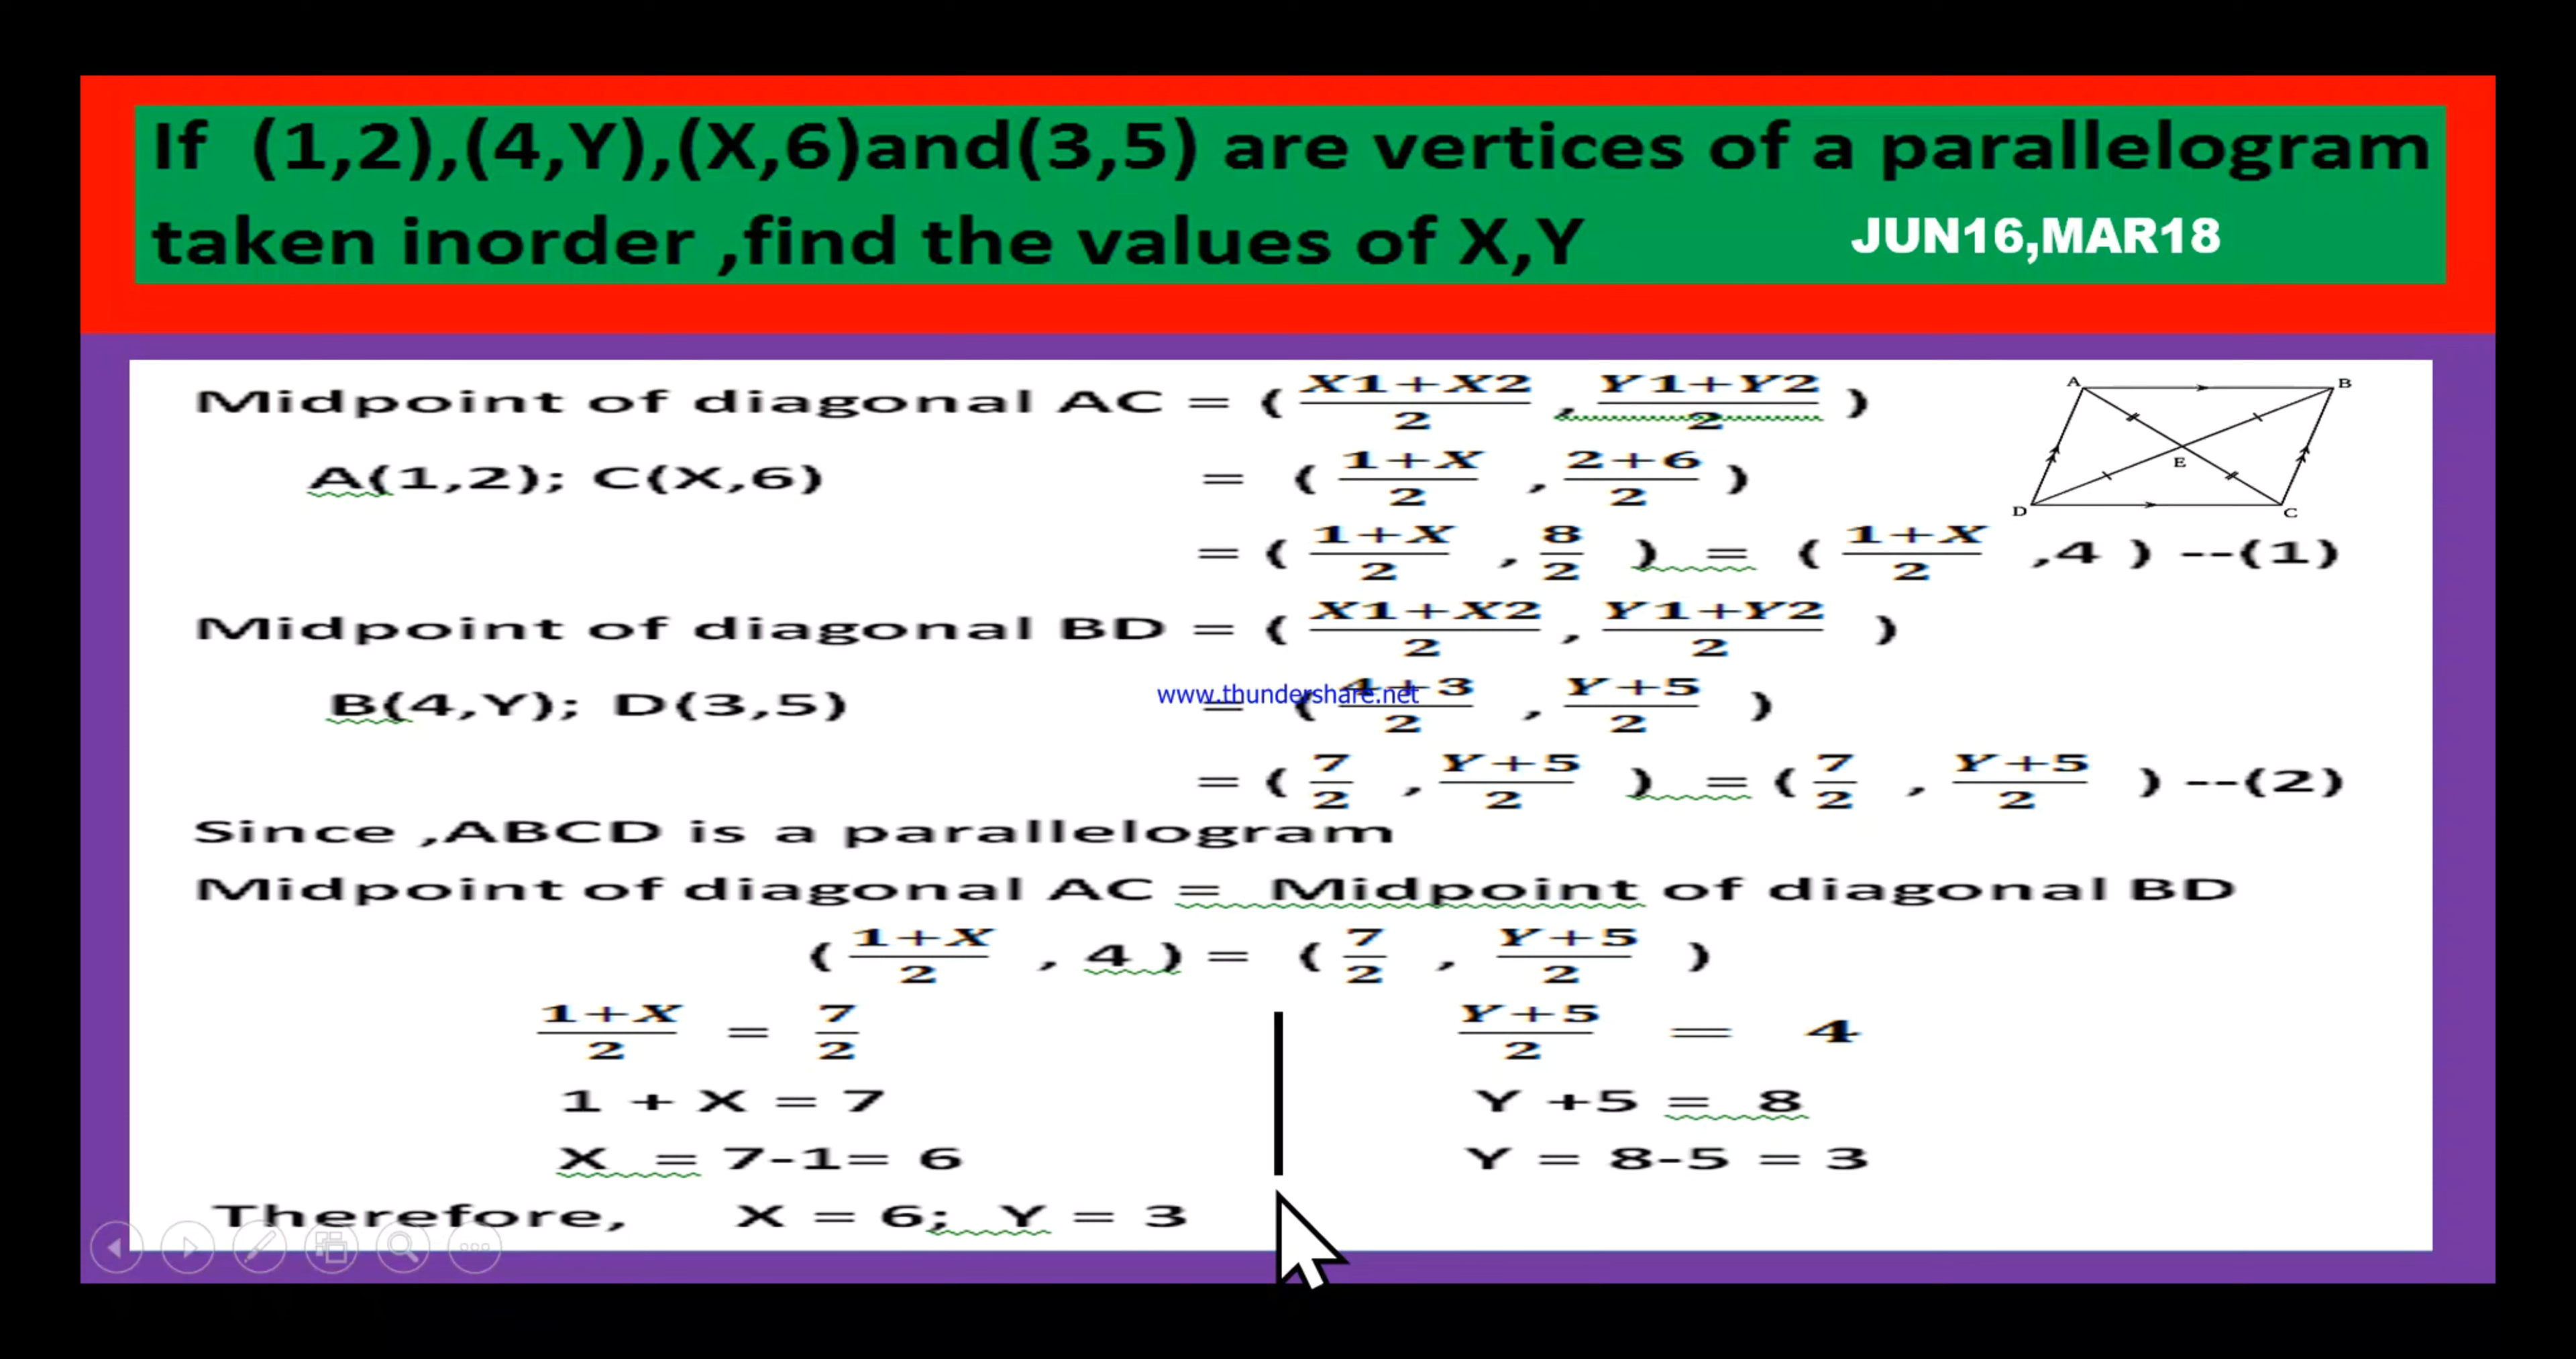 If (1,2),(4,Y),(X,6)and(3,5) are vertices of a parallelogram
taken inorder ,find the values of X,Y JUN16,MAR18
Midpoint of diagonal AC = ( X1+X2/2 , Y1+Y2/2 )
A B
E
D C
A(1,2); C(X,6) = ( 1+X/2 , 2+6/2 )
= ( 1+X/2 , 8/2 ) = ( 1+X/2 ,4 ) --(1)
Midpoint of diagonal BD = ( X1+X2/2 , Y1+Y2/2 )
B(4,Y); D(3,5) = ( 4+3/2 , Y+5/2 )
www.thundershare.net
= ( 7/2 , Y+5/2 ) = ( 7/2 , Y+5/2 ) --(2)
Since ,ABCD is a parallelogram
Midpoint of diagonal AC = Midpoint of diagonal BD
( 1+X/2 , 4 ) = ( 7/2 , Y+5/2 )
1+X/2 = 7/2 Y+5/2 = 4
1 + X = 7 Y +5 = 8
X = 7-1= 6 Y = 8-5 = 3
Therefore, X = 6; Y = 3